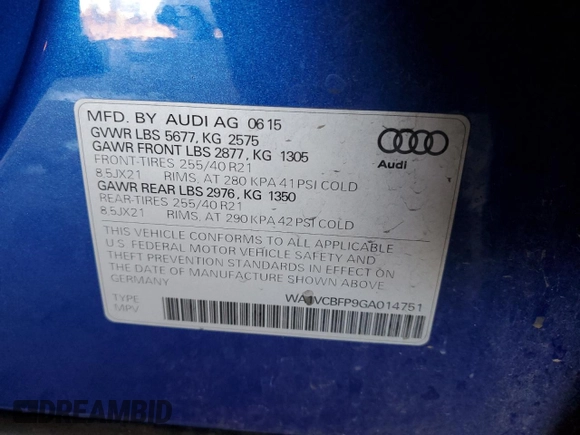 MFD. BY AUDI AG 06 15
GVWR LBS 5677, KG 2575
GAWR FRONT LBS 2877, KG 1305
FRONT-TIRES 255/40 R21
8.5JX21 RIMS, AT 280 KPA 41PSI COLD
GAWR REAR LBS 2976, KG 1350
REAR-TIRES 255/40 R21
8.5JX21 RIMS, AT 290 KPA 42PSI COLD
Audi
THIS VEHICLE CONFORMS TO ALL APPLICABLE
U.S. FEDERAL MOTOR VEHICLE SAFETY AND
THEFT PREVENTION STANDARDS IN EFFECT ON
THE DATE OF MANUFACTURE SHOWN ABOVE
GERMANY
TYPE WA1VCBFP9GA014751
MPV
DREAMBID